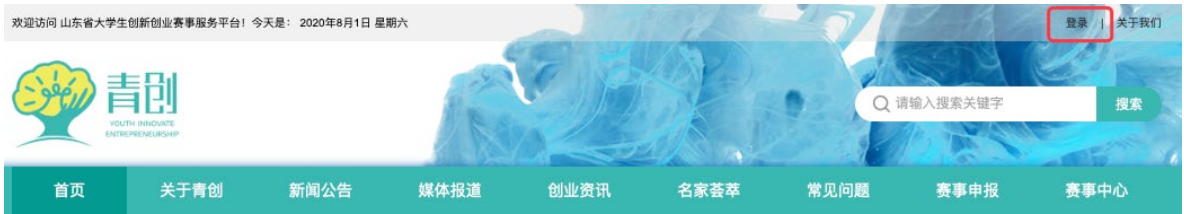 欢迎访问 山东省大学生创新创业赛事服务平台！今天是： 2020年8月1日 星期六
登录 | 关于我们
青创
YOUTH INNOVATE
ENTREPRENEURSHIP
请输入搜索关键字 搜索
首页 关于青创 新闻公告 媒体报道 创业资讯 名家荟萃 常见问题 赛事申报 赛事中心